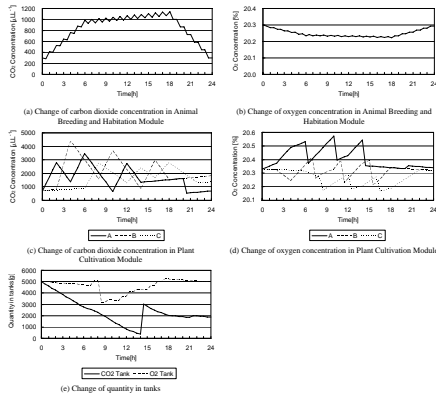 CO₂ Concentration [μL L⁻¹]
1200
1000
800
600
400
200
0
0 3 6 9 12 15 18 21 24
Time[h]
(a) Change of carbon dioxide concentration in Animal
Breeding and Habitation Module
O₂ Concentration [%]
20.4
20.3
20.2
20.1
20.0
0 3 6 9 12 15 18 21 24
Time[h]
(b) Change of oxygen concentration in Animal Breeding and
Habitation Module
CO₂ Concentration [μL L⁻¹]
5000
4000
3000
2000
1000
0
0 3 6 9 12 15 18 21 24
Time[h]
A B C
(c) Change of carbon dioxide concentration in Plant
Cultivation Module
O₂ Concentration [%]
20.6
20.5
20.4
20.3
20.2
20.1
0 3 6 9 12 15 18 21 24
Time[h]
A B C
(d) Change of oxygen concentration in Plant Cultivation Module
Quantity in tanks[g]
6000
5000
4000
3000
2000
1000
0
0 3 6 9 12 15 18 21 24
Time[h]
CO2 Tank O2 Tank
(e) Change of quantity in tanks